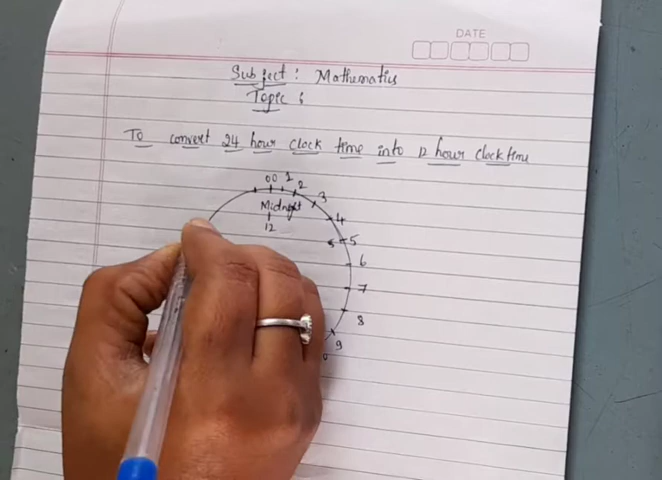 DATE
Subject : Mathematics
Topic :
To convert 24 hour clock time into 12 hour clock time
00 1 2
3
Midnight
4
12
5
6
7
8
9